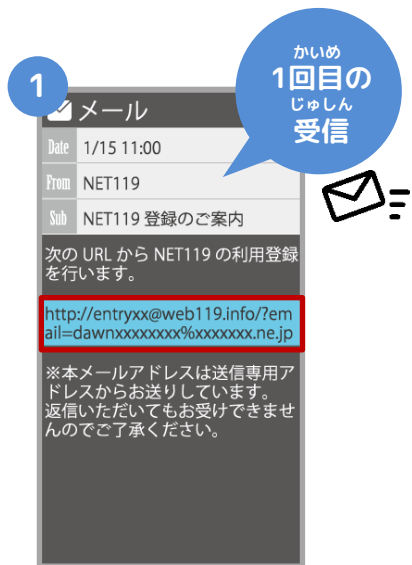 1
かいめ
1回目の
じゅしん
受信
メール
Date 1/15 11:00
From NET119
Sub NET119 登録のご案内
次の URL から NET119 の利用登録
を行います。
http://entryxx@web119.info/?em
ail=dawnxxxxxxxx%xxxxxxx.ne.jp
※本メールアドレスは送信専用ア
ドレスからお送りしています。
返信いただいてもお受けできませ
んのでご了承ください。